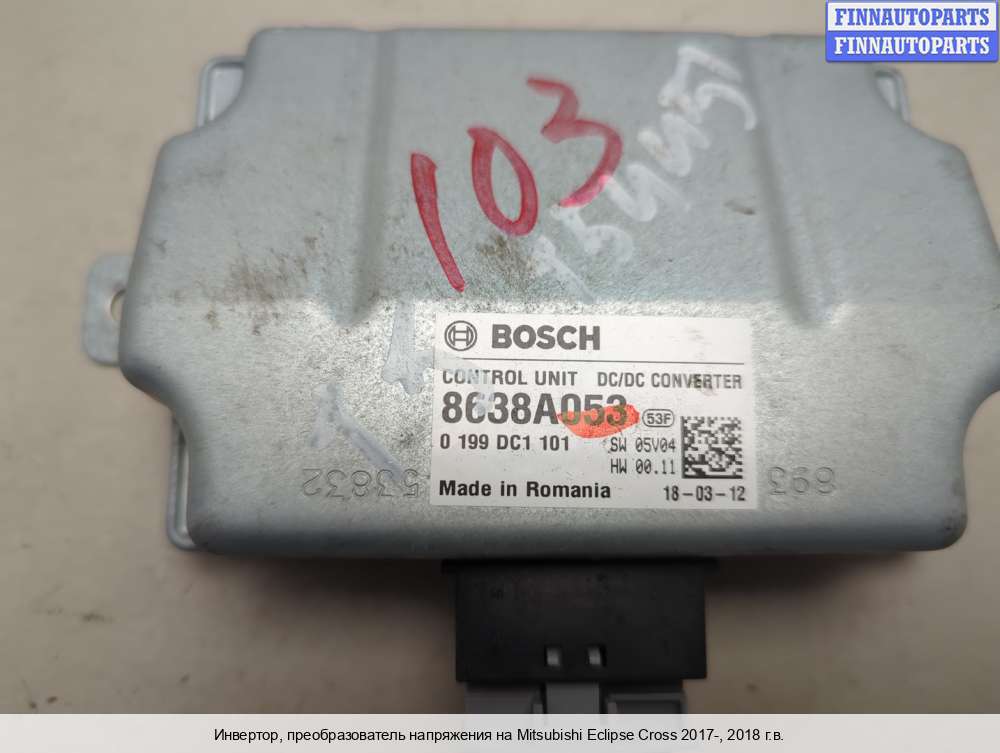 FINNAUTOPARTS
FINNAUTOPARTS
103
BOSCH
CONTROL UNIT DC/DC CONVERTER
8638A053 53F
0 199 DC1 101 SW 05V04
HW 00.11
Made in Romania 18-03-12
Инвертор, преобразователь напряжения на Mitsubishi Eclipse Cross 2017-, 2018 г.в.